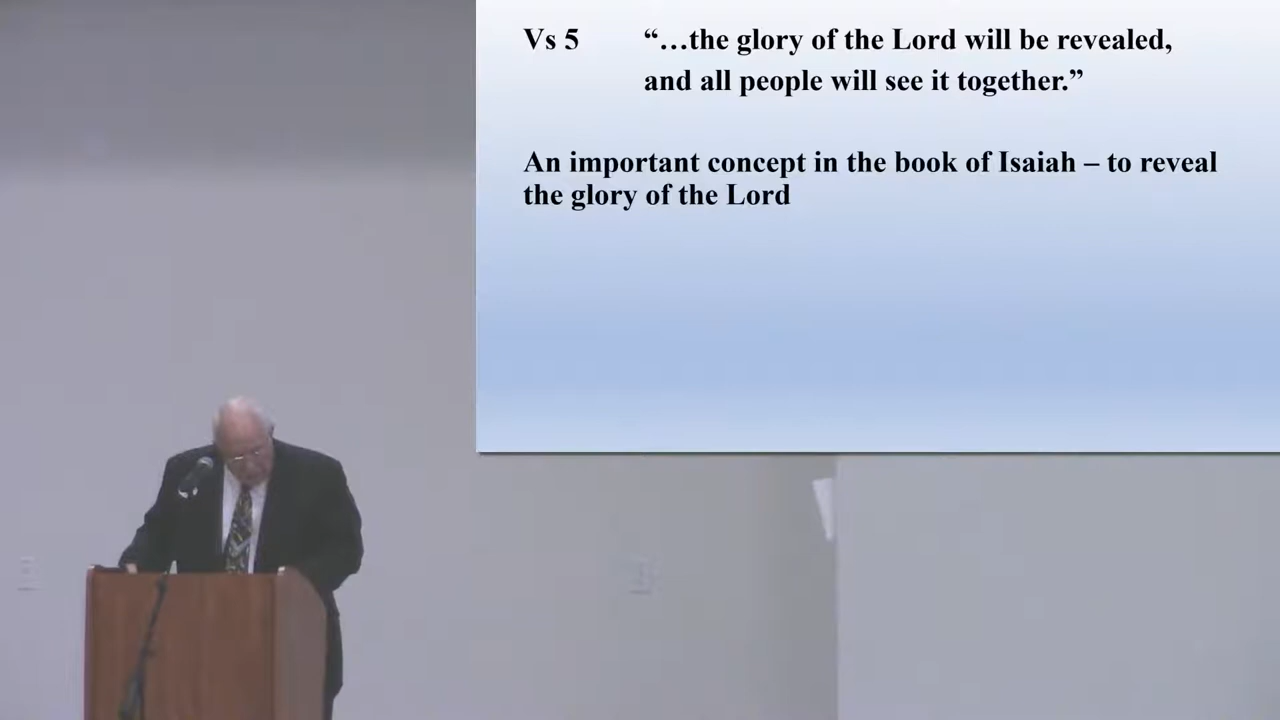 Vs 5 “…the glory of the Lord will be revealed,
and all people will see it together.”
An important concept in the book of Isaiah – to reveal
the glory of the Lord